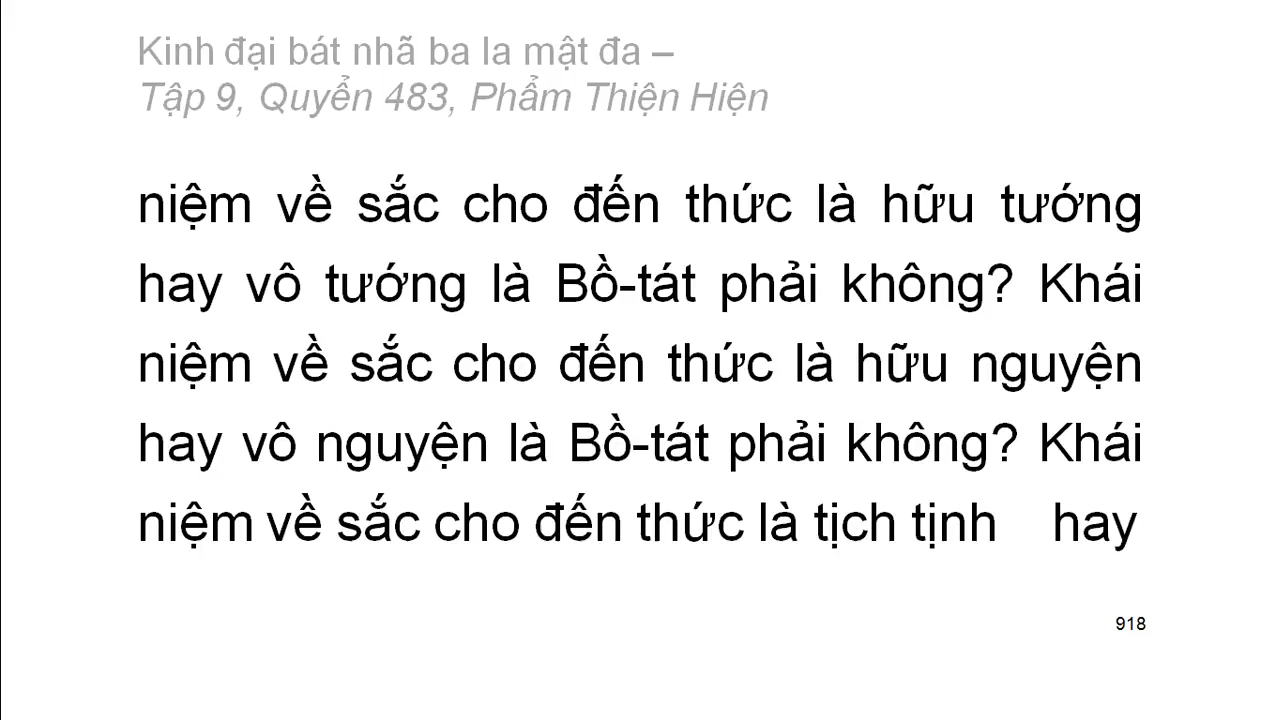 Kinh đại bát nhã ba la mật đa –
Tập 9, Quyển 483, Phẩm Thiện Hiện
niệm về sắc cho đến thức là hữu tướng
hay vô tướng là Bồ-tát phải không? Khái
niệm về sắc cho đến thức là hữu nguyện
hay vô nguyện là Bồ-tát phải không? Khái
niệm về sắc cho đến thức là tịch tịnh hay
918